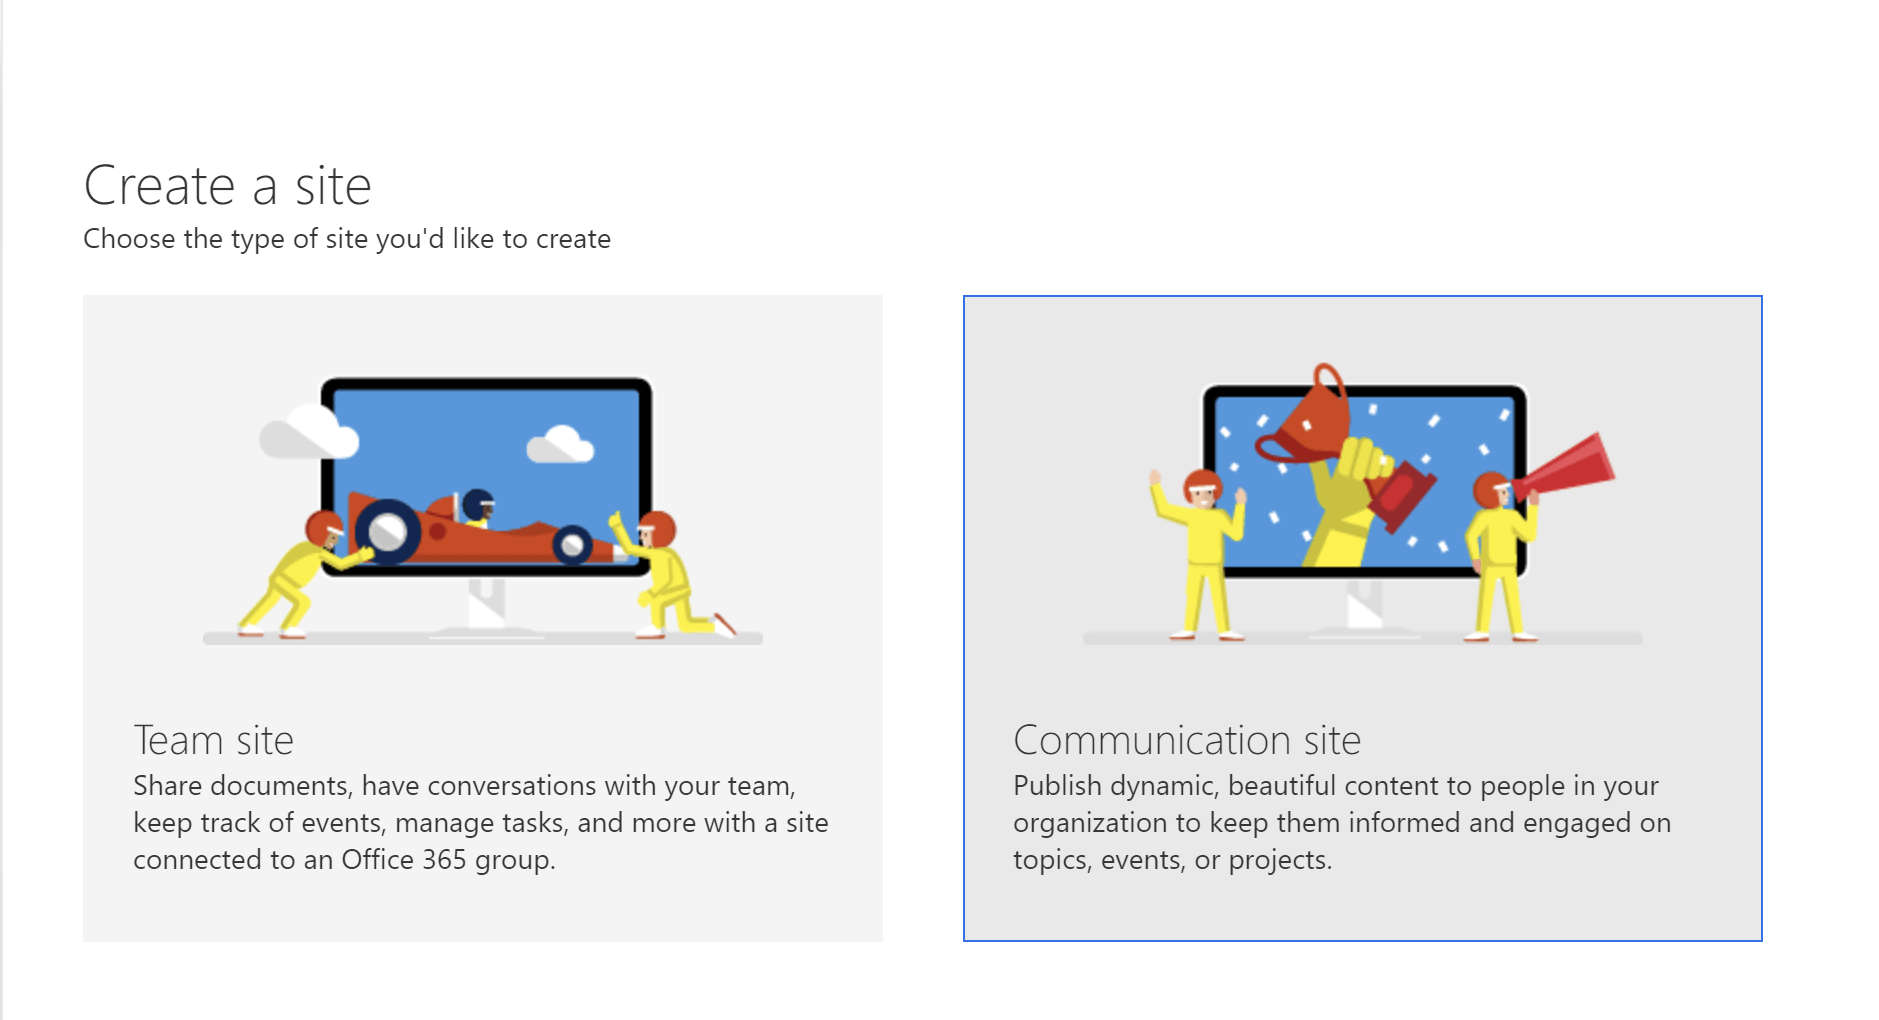 Create a site
Choose the type of site you'd like to create
Team site
Share documents, have conversations with your team,
keep track of events, manage tasks, and more with a site
connected to an Office 365 group.
Communication site
Publish dynamic, beautiful content to people in your
organization to keep them informed and engaged on
topics, events, or projects.